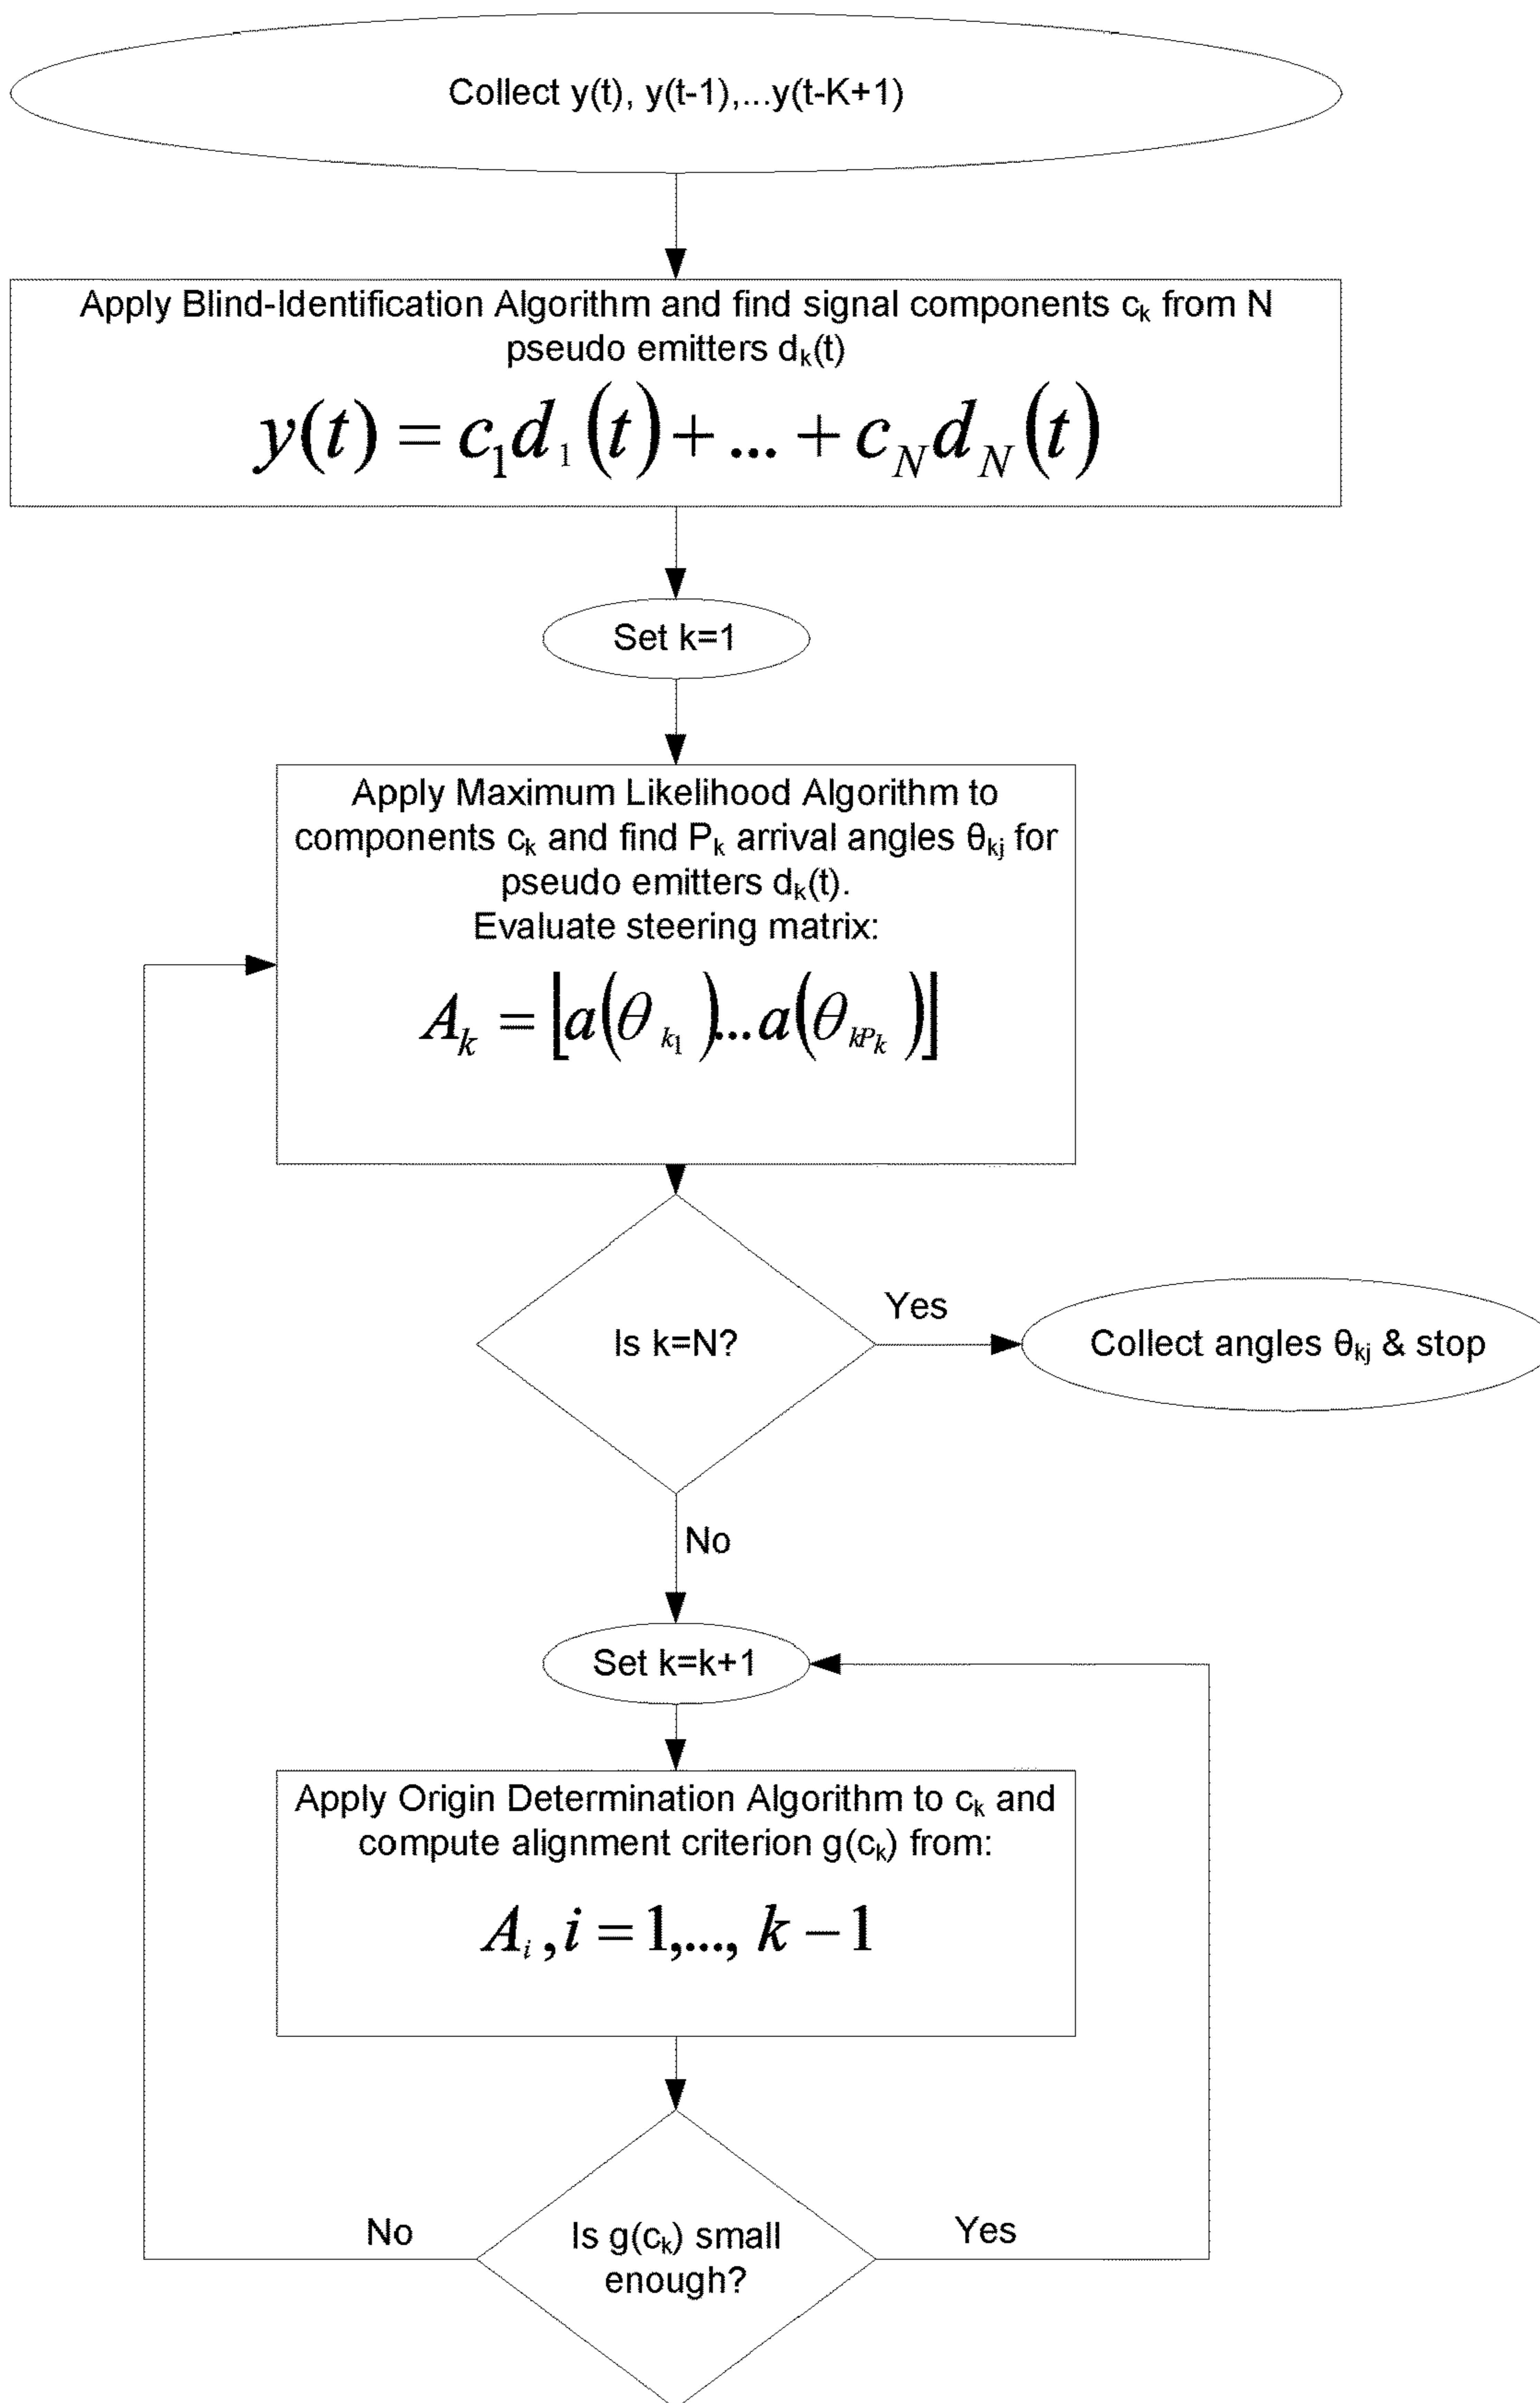 Collect y(t), y(t-1),...y(t-K+1)
Apply Blind-Identification Algorithm and find signal components cₖ from N
pseudo emitters dₖ(t)
y(t) = c₁d₁(t)+...+c_N d_N(t)
Set k=1
Apply Maximum Likelihood Algorithm to
components cₖ and find Pₖ arrival angles θₖⱼ for
pseudo emitters dₖ(t).
Evaluate steering matrix:
Aₖ = ⌊a(θₖ₁)...a(θ_kPₖ)⌋
Is k=N?
Yes
Collect angles θₖⱼ & stop
No
Set k=k+1
Apply Origin Determination Algorithm to cₖ and
compute alignment criterion g(cₖ) from:
Aᵢ, i = 1,..., k − 1
No
Is g(cₖ) small
enough?
Yes